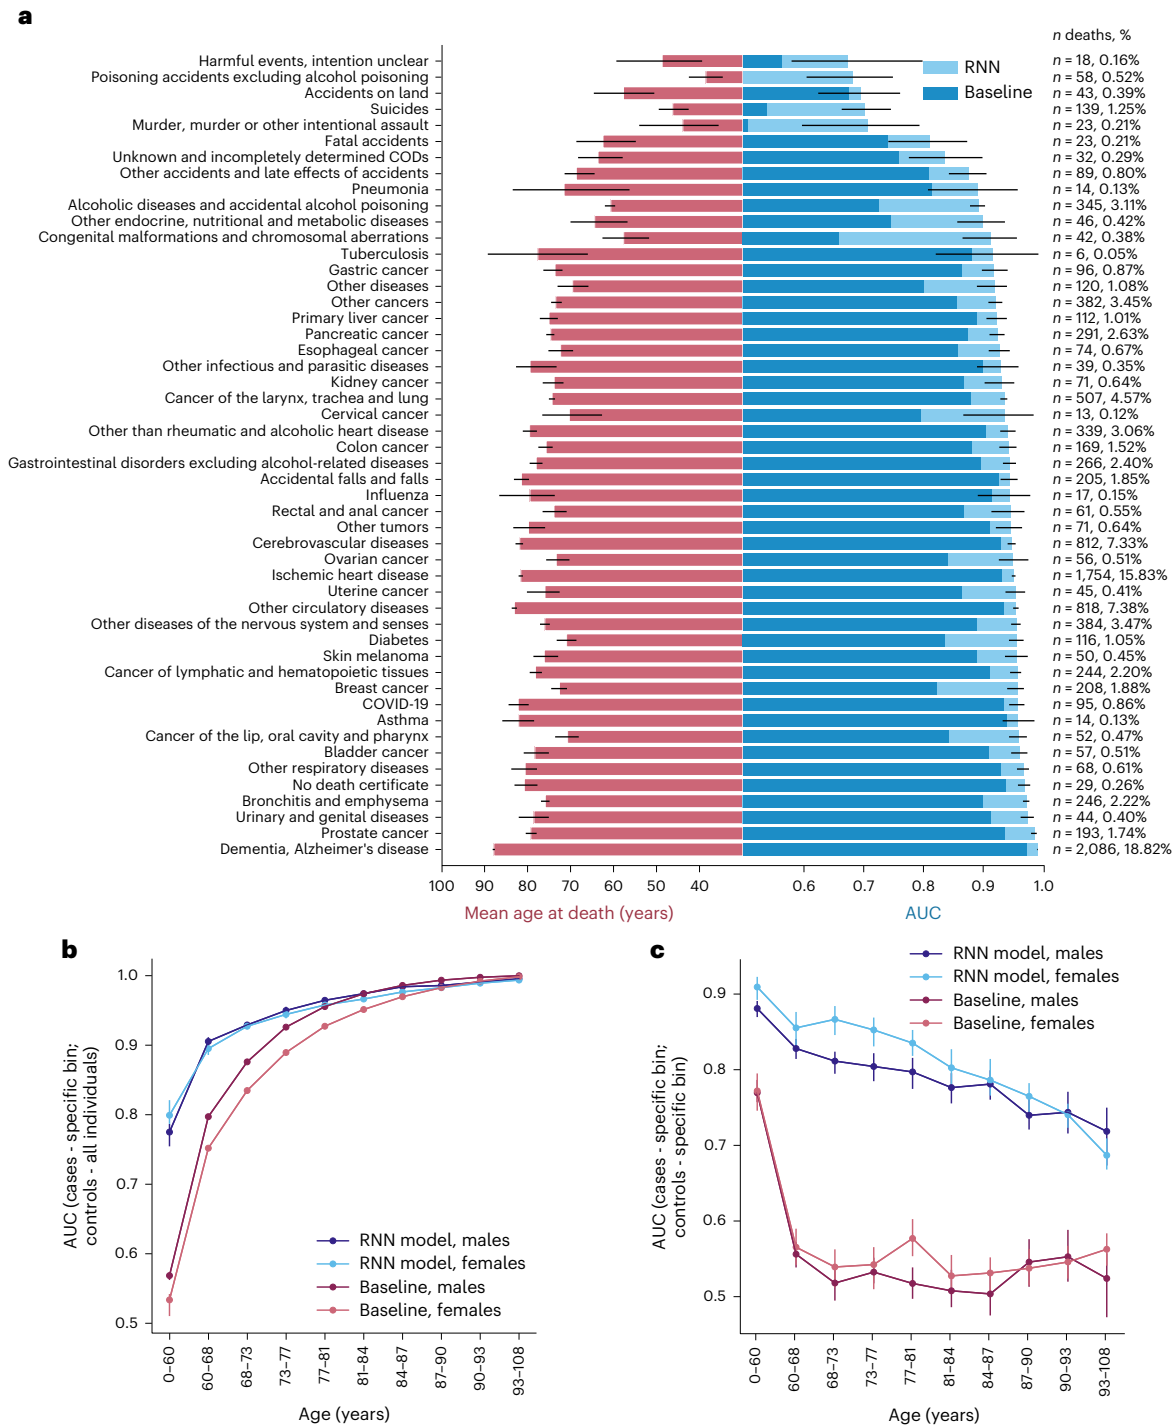 a
n deaths, %
Harmful events, intention unclear n = 18, 0.16%
RNN
Poisoning accidents excluding alcohol poisoning n = 58, 0.52%
Baseline
Accidents on land n = 43, 0.39%
Suicides n = 139, 1.25%
Murder, murder or other intentional assault n = 23, 0.21%
Fatal accidents n = 23, 0.21%
Unknown and incompletely determined CODs n = 32, 0.29%
Other accidents and late effects of accidents n = 89, 0.80%
Pneumonia n = 14, 0.13%
Alcoholic diseases and accidental alcohol poisoning n = 345, 3.11%
Other endocrine, nutritional and metabolic diseases n = 46, 0.42%
Congenital malformations and chromosomal aberrations n = 42, 0.38%
Tuberculosis n = 6, 0.05%
Gastric cancer n = 96, 0.87%
Other diseases n = 120, 1.08%
Other cancers n = 382, 3.45%
Primary liver cancer n = 112, 1.01%
Pancreatic cancer n = 291, 2.63%
Esophageal cancer n = 74, 0.67%
Other infectious and parasitic diseases n = 39, 0.35%
Kidney cancer n = 71, 0.64%
Cancer of the larynx, trachea and lung n = 507, 4.57%
Cervical cancer n = 13, 0.12%
Other than rheumatic and alcoholic heart disease n = 339, 3.06%
Colon cancer n = 169, 1.52%
Gastrointestinal disorders excluding alcohol-related diseases n = 266, 2.40%
Accidental falls and falls n = 205, 1.85%
Influenza n = 17, 0.15%
Rectal and anal cancer n = 61, 0.55%
Other tumors n = 71, 0.64%
Cerebrovascular diseases n = 812, 7.33%
Ovarian cancer n = 56, 0.51%
Ischemic heart disease n = 1,754, 15.83%
Uterine cancer n = 45, 0.41%
Other circulatory diseases n = 818, 7.38%
Other diseases of the nervous system and senses n = 384, 3.47%
Diabetes n = 116, 1.05%
Skin melanoma n = 50, 0.45%
Cancer of lymphatic and hematopoietic tissues n = 244, 2.20%
Breast cancer n = 208, 1.88%
COVID-19 n = 95, 0.86%
Asthma n = 14, 0.13%
Cancer of the lip, oral cavity and pharynx n = 52, 0.47%
Bladder cancer n = 57, 0.51%
Other respiratory diseases n = 68, 0.61%
No death certificate n = 29, 0.26%
Bronchitis and emphysema n = 246, 2.22%
Urinary and genital diseases n = 44, 0.40%
Prostate cancer n = 193, 1.74%
Dementia, Alzheimer's disease n = 2,086, 18.82%
100 90 80 70 60 50 40 0.6 0.7 0.8 0.9 1.0
Mean age at death (years) AUC
b
1.0
0.9
0.8
0.7
0.6
0.5
AUC (cases - specific bin;
controls - all individuals)
RNN model, males
RNN model, females
Baseline, males
Baseline, females
0–60 60–68 68–73 73–77 77–81 81–84 84–87 87–90 90–93 93–108
Age (years)
c
RNN model, males
RNN model, females
Baseline, males
Baseline, females
0.9
0.8
0.7
0.6
0.5
AUC (cases - specific bin;
controls - specific bin)
0–60 60–68 68–73 73–77 77–81 81–84 84–87 87–90 90–93 93–108
Age (years)